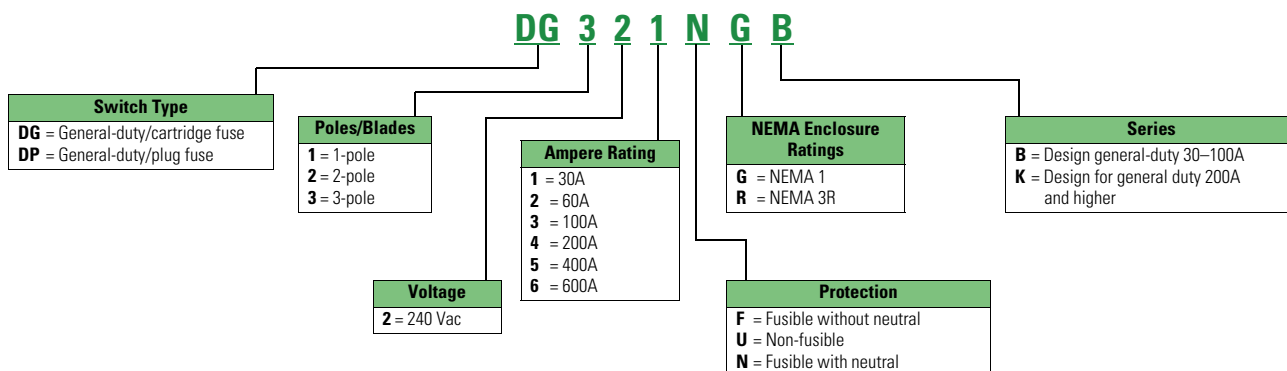 DG 3 2 1 N G B
Switch Type
DG = General-duty/cartridge fuse
DP = General-duty/plug fuse
Poles/Blades
1 = 1-pole
2 = 2-pole
3 = 3-pole
Voltage
2 = 240 Vac
Ampere Rating
1 = 30A
2 = 60A
3 = 100A
4 = 200A
5 = 400A
6 = 600A
NEMA Enclosure
Ratings
G = NEMA 1
R = NEMA 3R
Protection
F = Fusible without neutral
U = Non-fusible
N = Fusible with neutral
Series
B = Design general-duty 30–100A
K = Design for general duty 200A
and higher